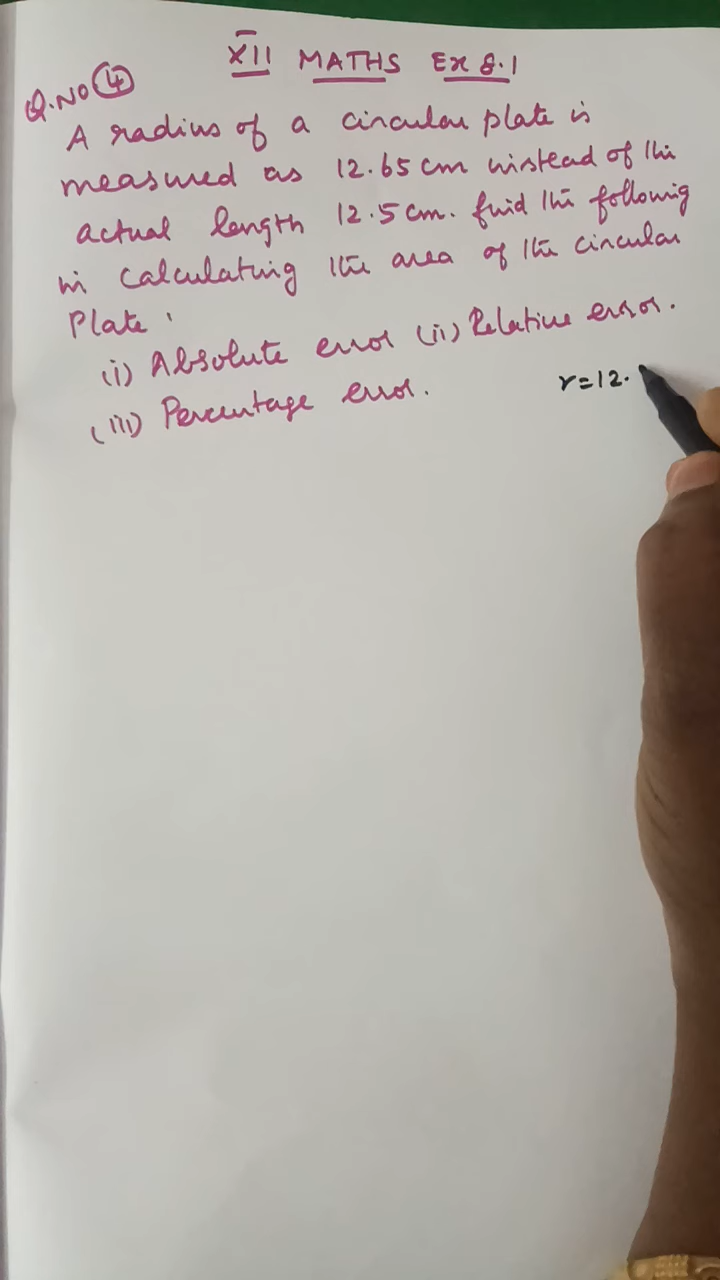 XII MATHS Ex 8.1
Q.NO 4
A radius of a circular plate is
measured as 12.65 cm instead of the
actual length 12.5 cm. find the following
in calculating the area of the circular
Plate :
(i) Absolute error (ii) Relative error.
(iii) Percentage error.
r=12.